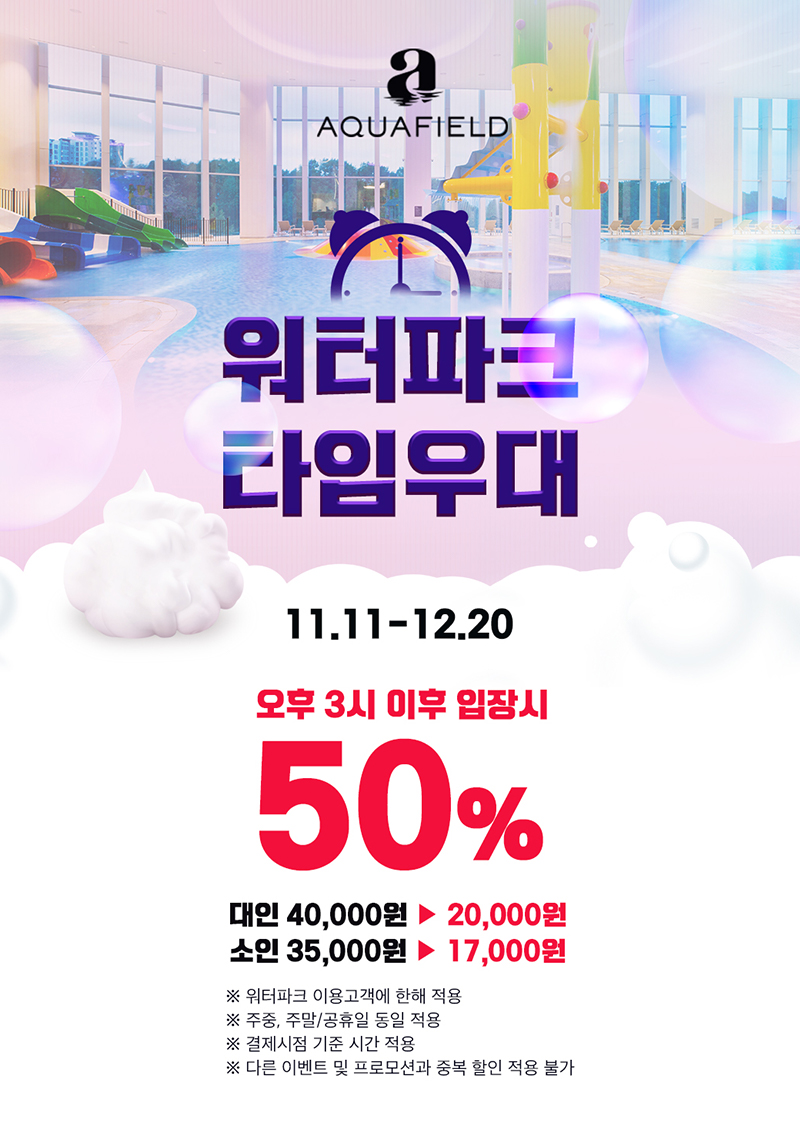 a
AQUAFIELD
워터파크
타임우대
11.11-12.20
오후 3시 이후 입장시
50%
대인 40,000원 ▶ 20,000원
소인 35,000원 ▶ 17,000원
※ 워터파크 이용고객에 한해 적용
※ 주중, 주말/공휴일 동일 적용
※ 결제시점 기준 시간 적용
※ 다른 이벤트 및 프로모션과 중복 할인 적용 불가